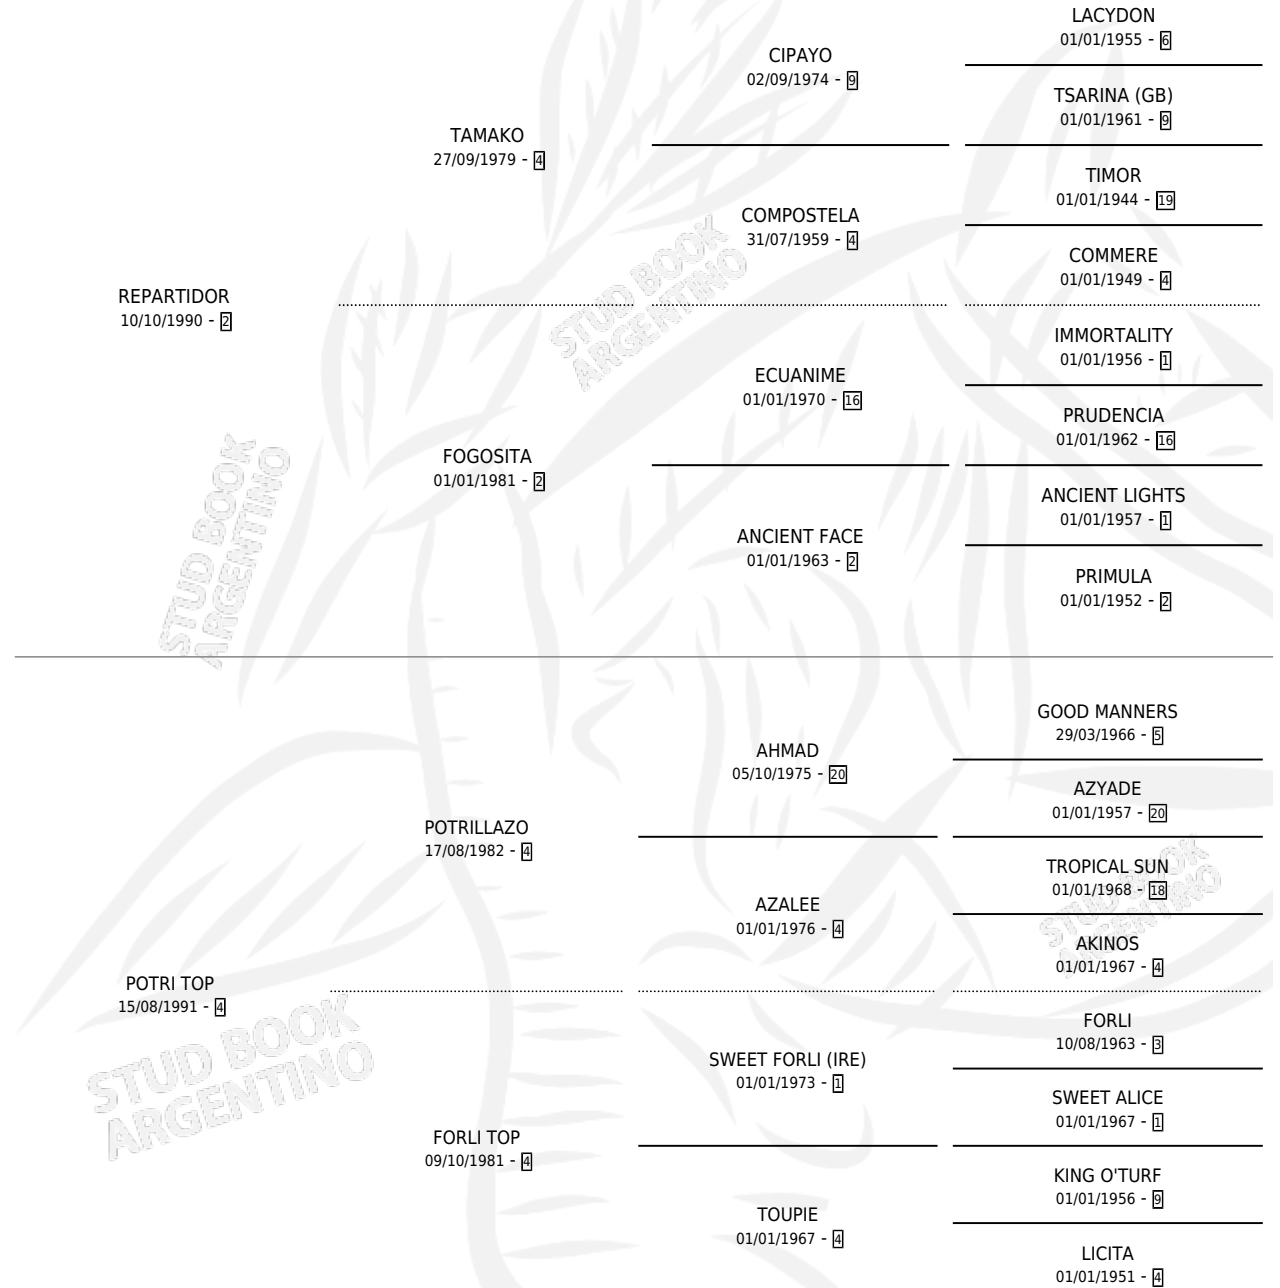 LACYDON
01/01/1955 - 6
CIPAYO
02/09/1974 - 9
TSARINA (GB)
01/01/1961 - 9
TAMAKO
27/09/1979 - 4
TIMOR
01/01/1944 - 19
COMPOSTELA
31/07/1959 - 4
COMMERE
01/01/1949 - 4
REPARTIDOR
10/10/1990 - 2
IMMORTALITY
01/01/1956 - 1
ECUANIME
01/01/1970 - 16
PRUDENCIA
01/01/1962 - 16
FOGOSITA
01/01/1981 - 2
ANCIENT LIGHTS
01/01/1957 - 1
ANCIENT FACE
01/01/1963 - 2
PRIMULA
01/01/1952 - 2
STUD BOOK
ARGENTINO
STUD BOOK
ARGENTINO
GOOD MANNERS
29/03/1966 - 5
AHMAD
05/10/1975 - 20
AZYADE
01/01/1957 - 20
POTRILLAZO
17/08/1982 - 4
TROPICAL SUN
01/01/1968 - 18
AZALEE
01/01/1976 - 4
AKINOS
01/01/1967 - 4
POTRI TOP
15/08/1991 - 4
FORLI
10/08/1963 - 3
SWEET FORLI (IRE)
01/01/1973 - 1
SWEET ALICE
01/01/1967 - 1
FORLI TOP
09/10/1981 - 4
KING O'TURF
01/01/1956 - 9
TOUPIE
01/01/1967 - 4
LICITA
01/01/1951 - 4
STUD BOOK
ARGENTINO
STUD BOOK
ARGENTINO